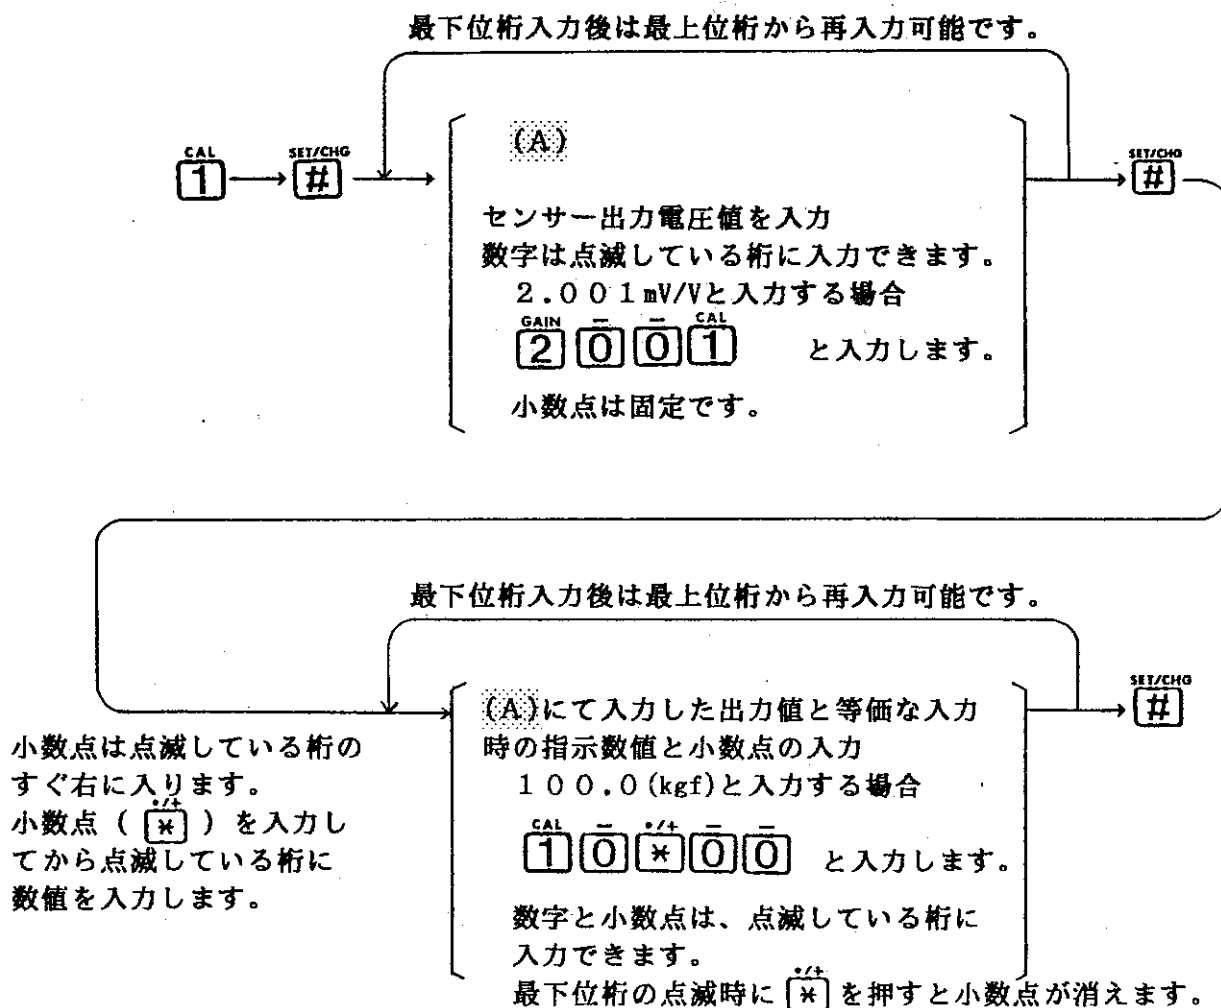 最下位桁入力後は最上位桁から再入力可能です。
CAL SET/CHG
1 → # →
(A)
センサー出力電圧値を入力
数字は点滅している桁に入力できます。
2.001mV/Vと入力する場合
GAIN − − CAL
2 0 0 1 と入力します。
小数点は固定です。
SET/CHG
#
最下位桁入力後は最上位桁から再入力可能です。
(A)にて入力した出力値と等価な入力
時の指示数値と小数点の入力
100.0(kgf)と入力する場合
CAL − •/+ − −
1 0 * 0 0 と入力します。
数字と小数点は、点滅している桁に
入力できます。
•/+
最下位桁の点滅時に * を押すと小数点が消えます。
SET/CHG
#
小数点は点滅している桁の
すぐ右に入ります。
•/+
小数点 ( * ) を入力し
てから点滅している桁に
数値を入力します。